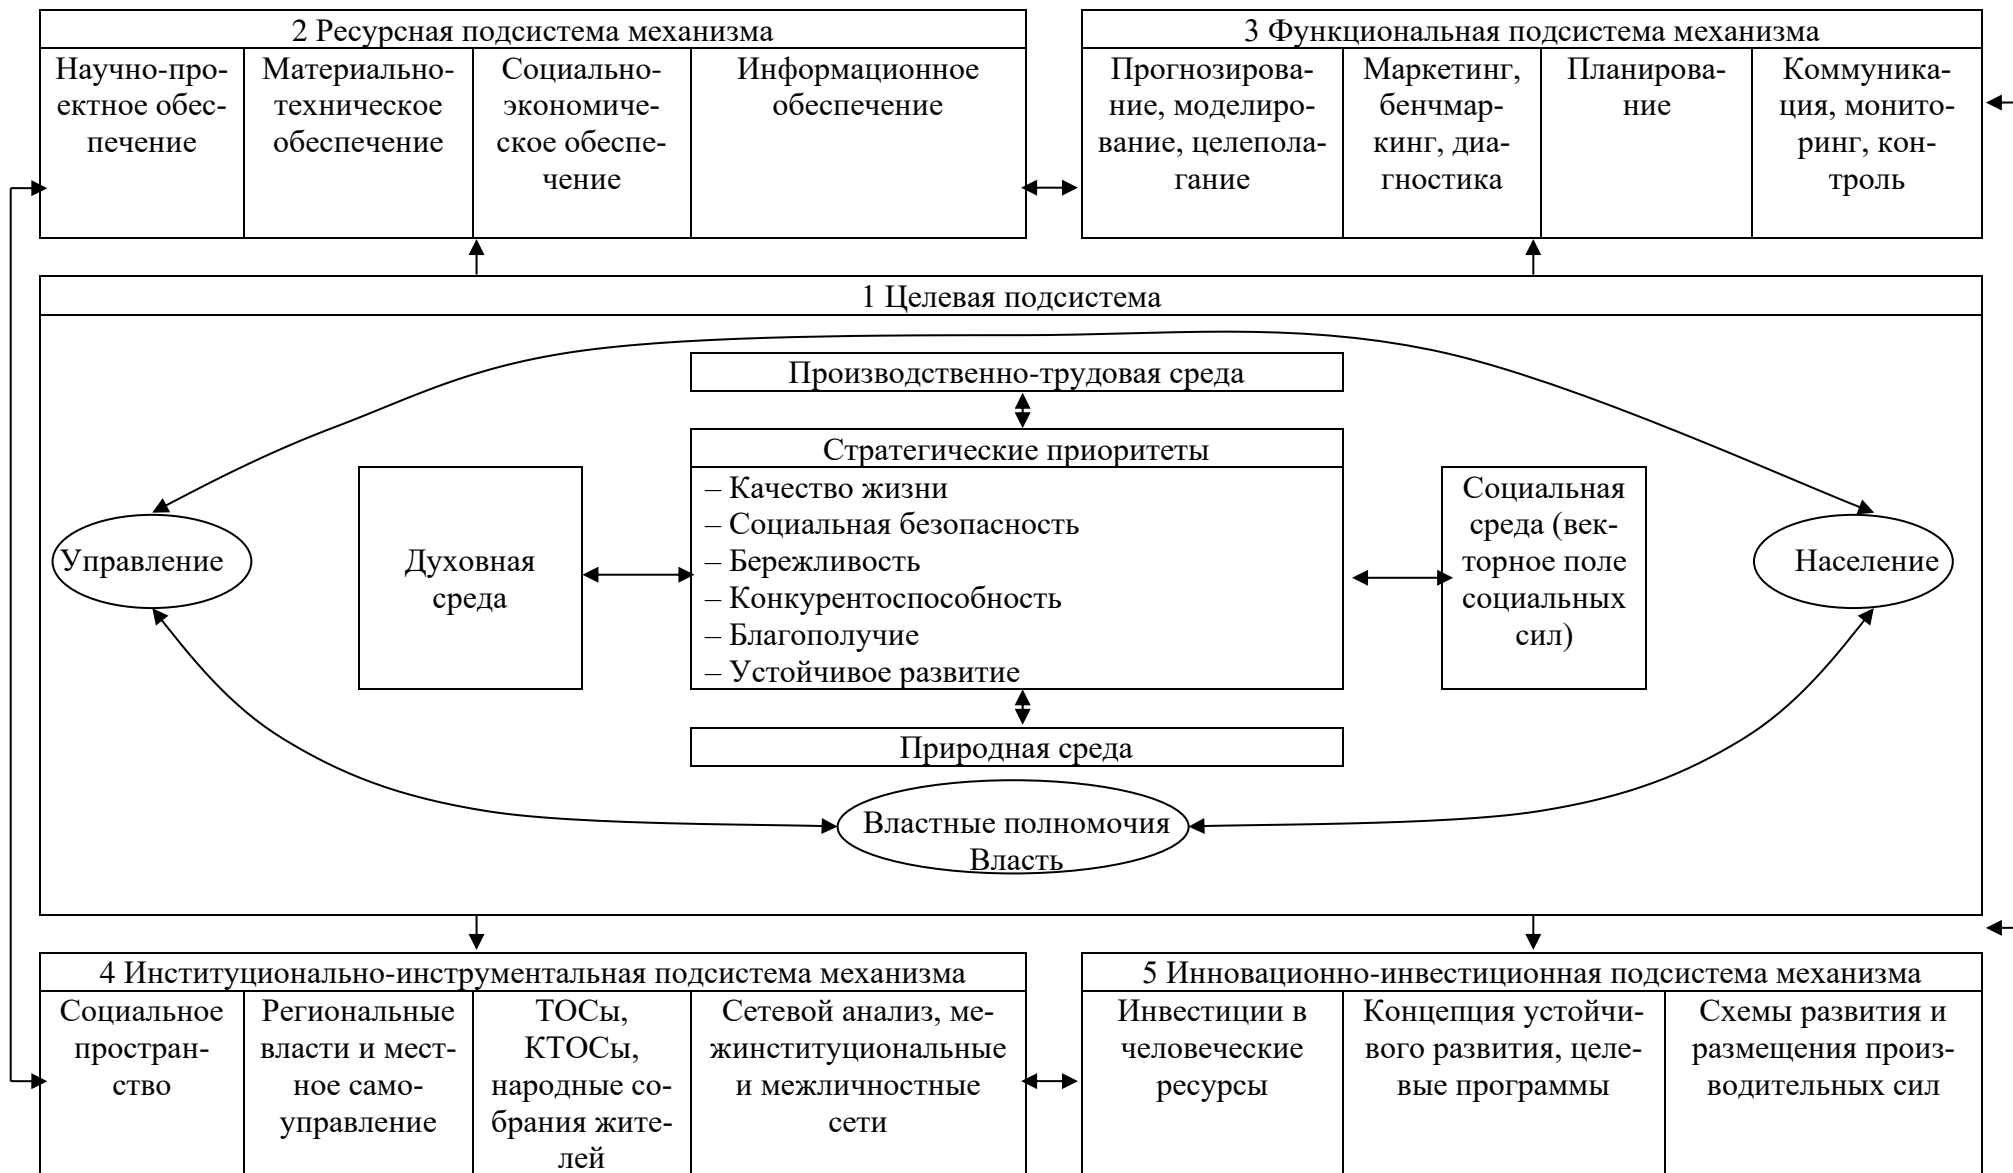 2 Ресурсная подсистема механизма
Научно-про-
ектное обес-
печение
Материально-
техническое
обеспечение
Социально-
экономиче-
ское обеспе-
чение
Информационное
обеспечение
3 Функциональная подсистема механизма
Прогнозирова-
ние, моделиро-
вание, целепола-
гание
Маркетинг,
бенчмар-
кинг, диа-
гностика
Планирова-
ние
Коммуника-
ция, монито-
ринг, кон-
троль
1 Целевая подсистема
Производственно-трудовая среда
Управление
Духовная
среда
Стратегические приоритеты
– Качество жизни
– Социальная безопасность
– Бережливость
– Конкурентоспособность
– Благополучие
– Устойчивое развитие
Социальная
среда (век-
торное поле
социальных
сил)
Население
Природная среда
Властные полномочия
Власть
4 Институционально-инструментальная подсистема механизма
Социальное
простран-
ство
Региональные
власти и мест-
ное само-
управление
ТОСы,
КТОСы,
народные со-
брания жите-
лей
Сетевой анализ, ме-
жинституциональные
и межличностные
сети
5 Инновационно-инвестиционная подсистема механизма
Инвестиции в
человеческие
ресурсы
Концепция устойчи-
вого развития, целе-
вые программы
Схемы развития и
размещения произ-
водительных сил